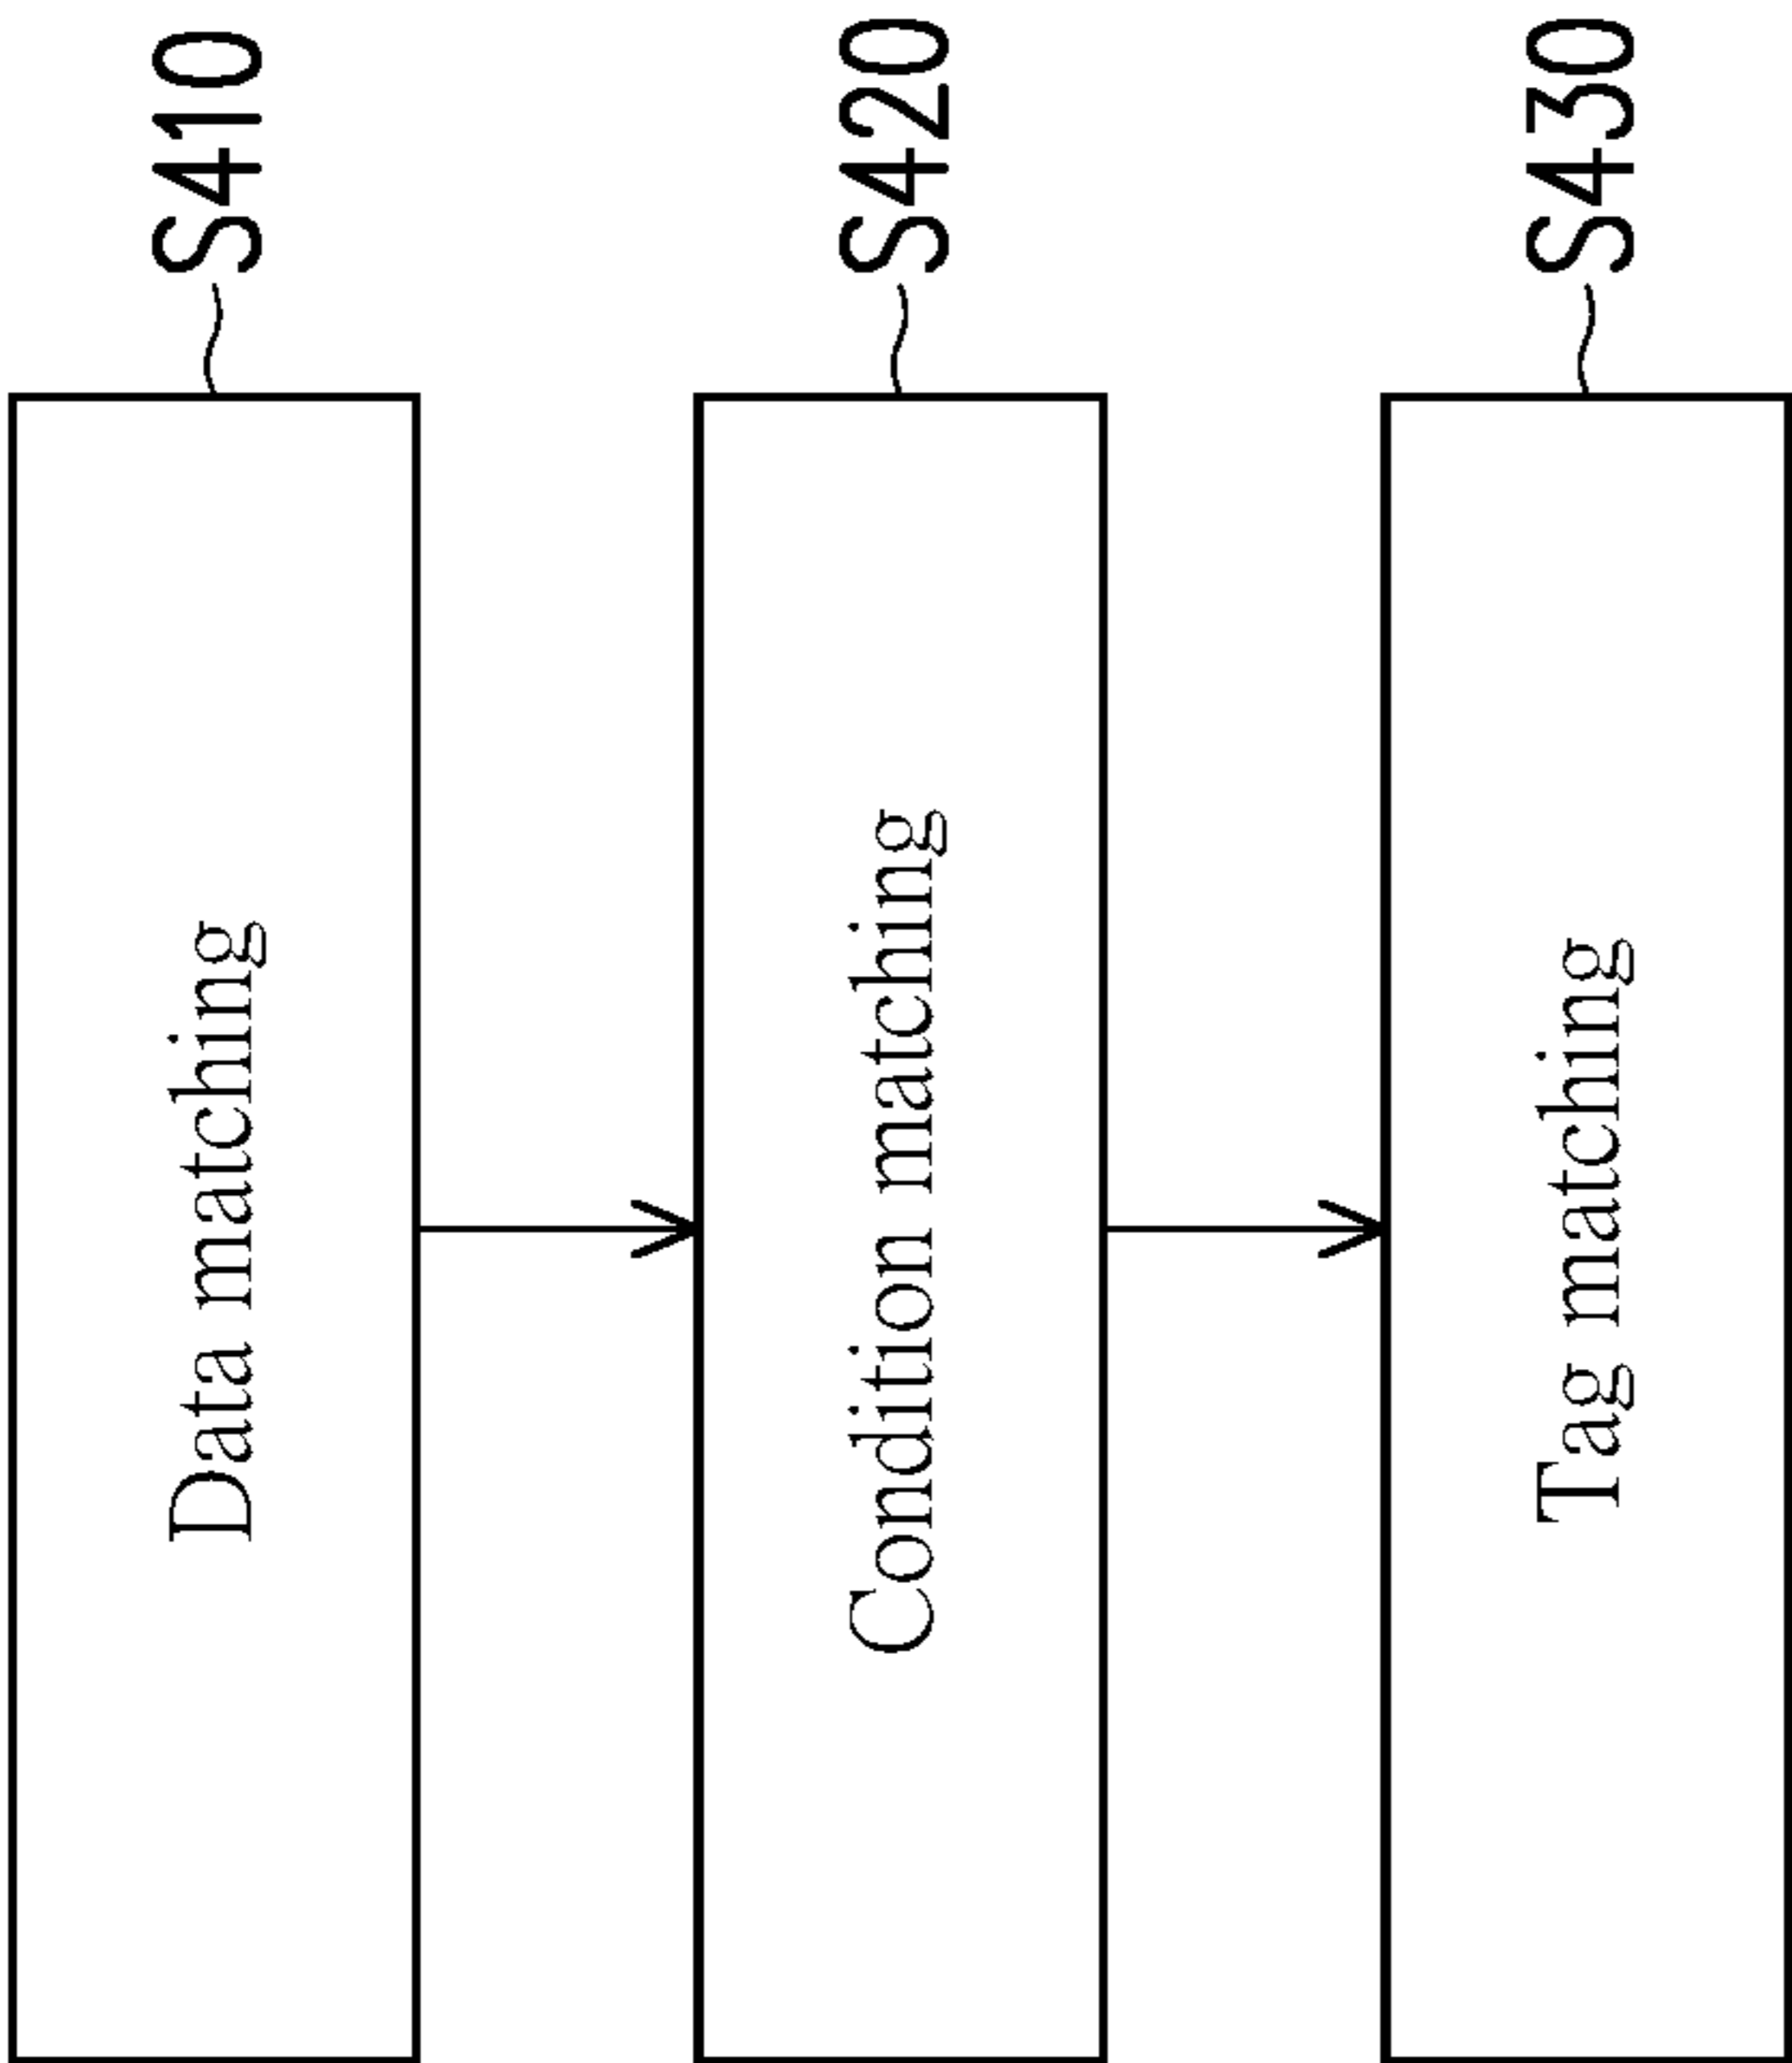 Data matching
S410
Condition matching
S420
Tag matching
S430